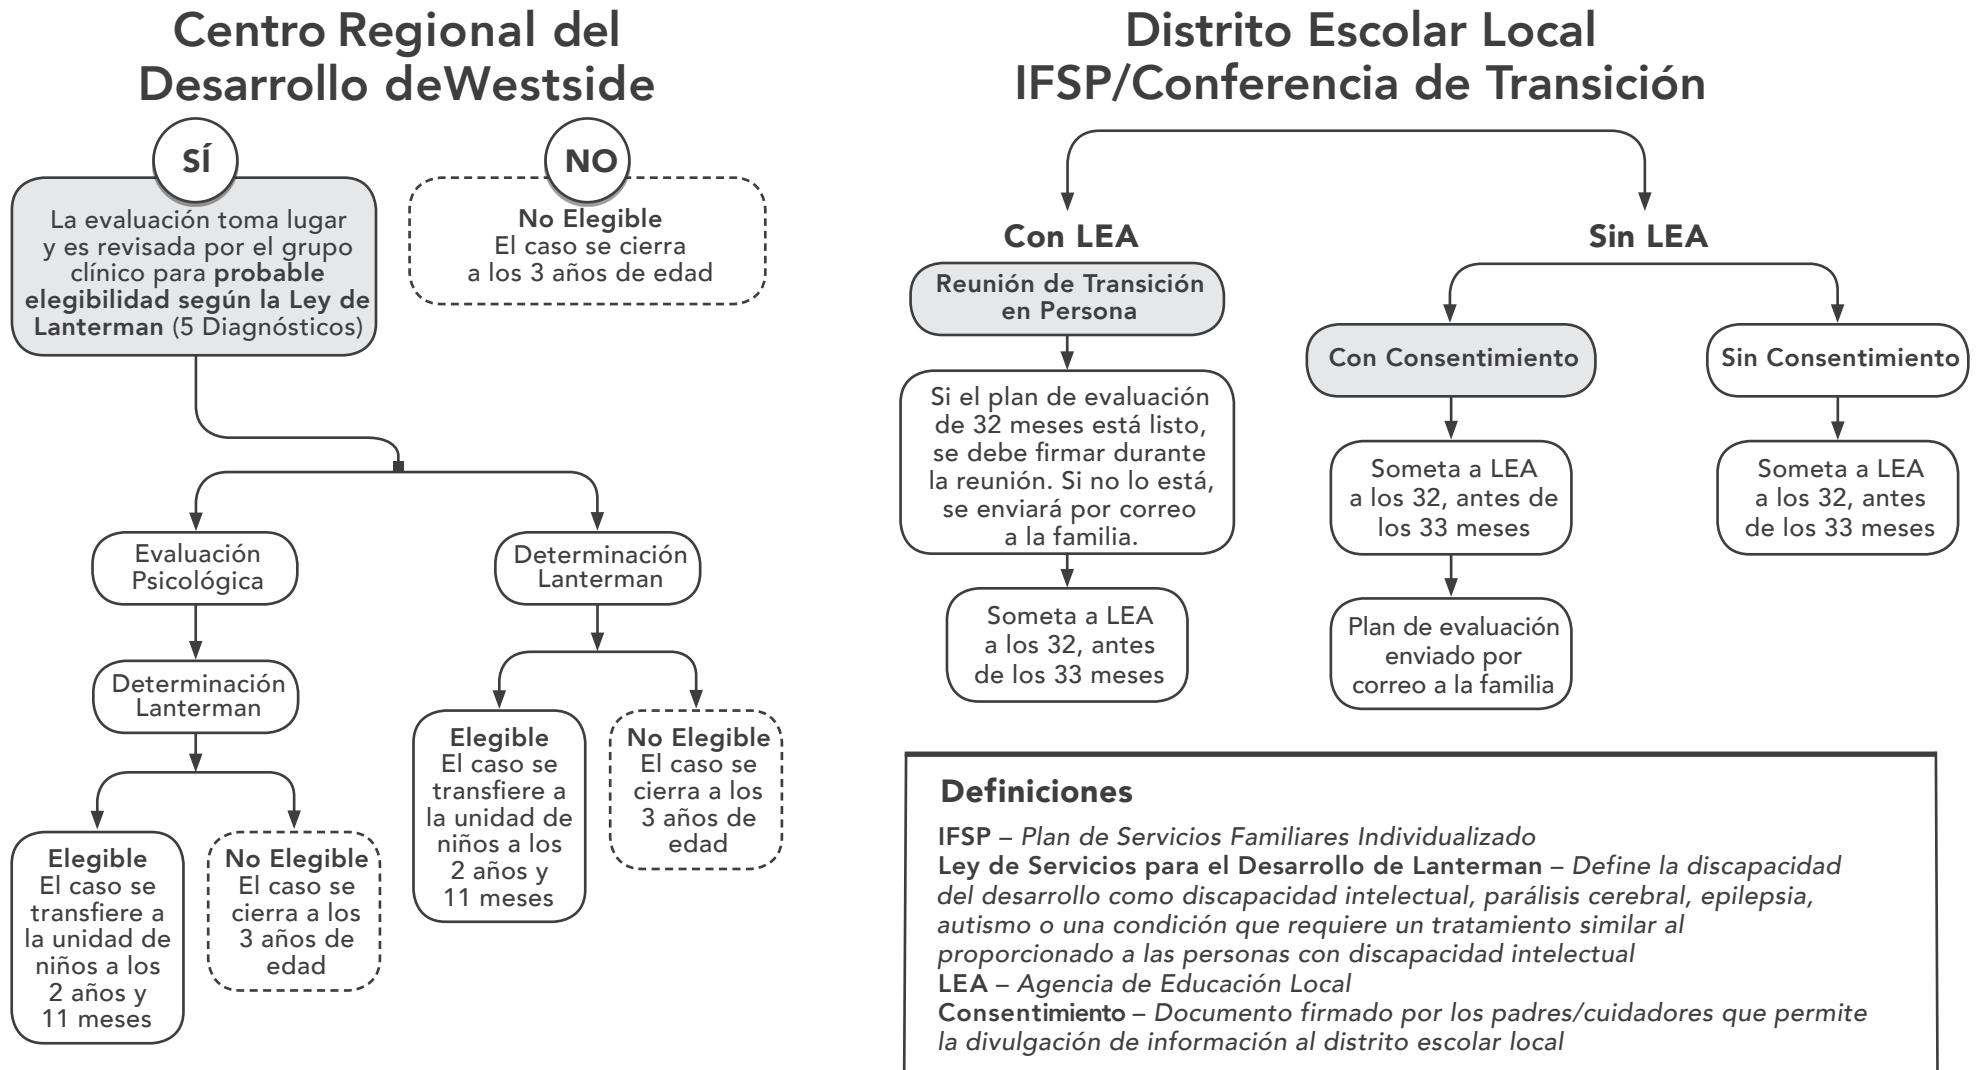 Centro Regional del
Desarrollo deWestside
SÍ
La evaluación toma lugar
y es revisada por el grupo
clínico para probable
elegibilidad según la Ley de
Lanterman (5 Diagnósticos)
NO
No Elegible
El caso se cierra
a los 3 años de edad
Evaluación
Psicológica
Determinación
Lanterman
Elegible
El caso se
transfiere a
la unidad de
niños a los
2 años y
11 meses
No Elegible
El caso se
cierra a los
3 años de
edad
Determinación
Lanterman
Elegible
El caso se
transfiere a
la unidad de
niños a los
2 años y
11 meses
No Elegible
El caso se
cierra a los
3 años de
edad
Distrito Escolar Local
IFSP/Conferencia de Transición
Con LEA
Reunión de Transición
en Persona
Si el plan de evaluación
de 32 meses está listo,
se debe firmar durante
la reunión. Si no lo está,
se enviará por correo
a la familia.
Someta a LEA
a los 32, antes
de los 33 meses
Sin LEA
Con Consentimiento
Someta a LEA
a los 32, antes de
los 33 meses
Plan de evaluación
enviado por
correo a la familia
Sin Consentimiento
Someta a LEA
a los 32, antes
de los 33 meses
Definiciones
IFSP – Plan de Servicios Familiares Individualizado
Ley de Servicios para el Desarrollo de Lanterman – Define la discapacidad
del desarrollo como discapacidad intelectual, parálisis cerebral, epilepsia,
autismo o una condición que requiere un tratamiento similar al
proporcionado a las personas con discapacidad intelectual
LEA – Agencia de Educación Local
Consentimiento – Documento firmado por los padres/cuidadores que permite
la divulgación de información al distrito escolar local